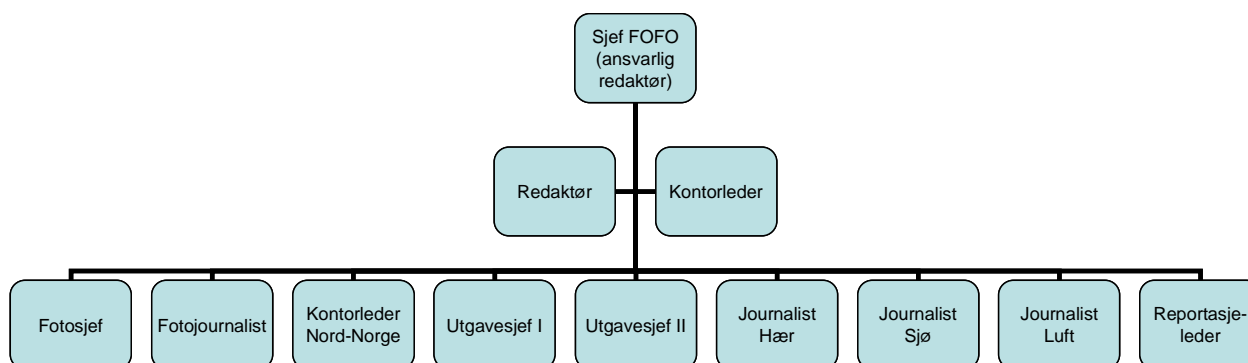 Sjef FOFO
(ansvarlig
redaktør)
Redaktør
Kontorleder
Fotosjef
Fotojournalist
Kontorleder
Nord-Norge
Utgavesjef I
Utgavesjef II
Journalist
Hær
Journalist
Sjø
Journalist
Luft
Reportasje-
leder